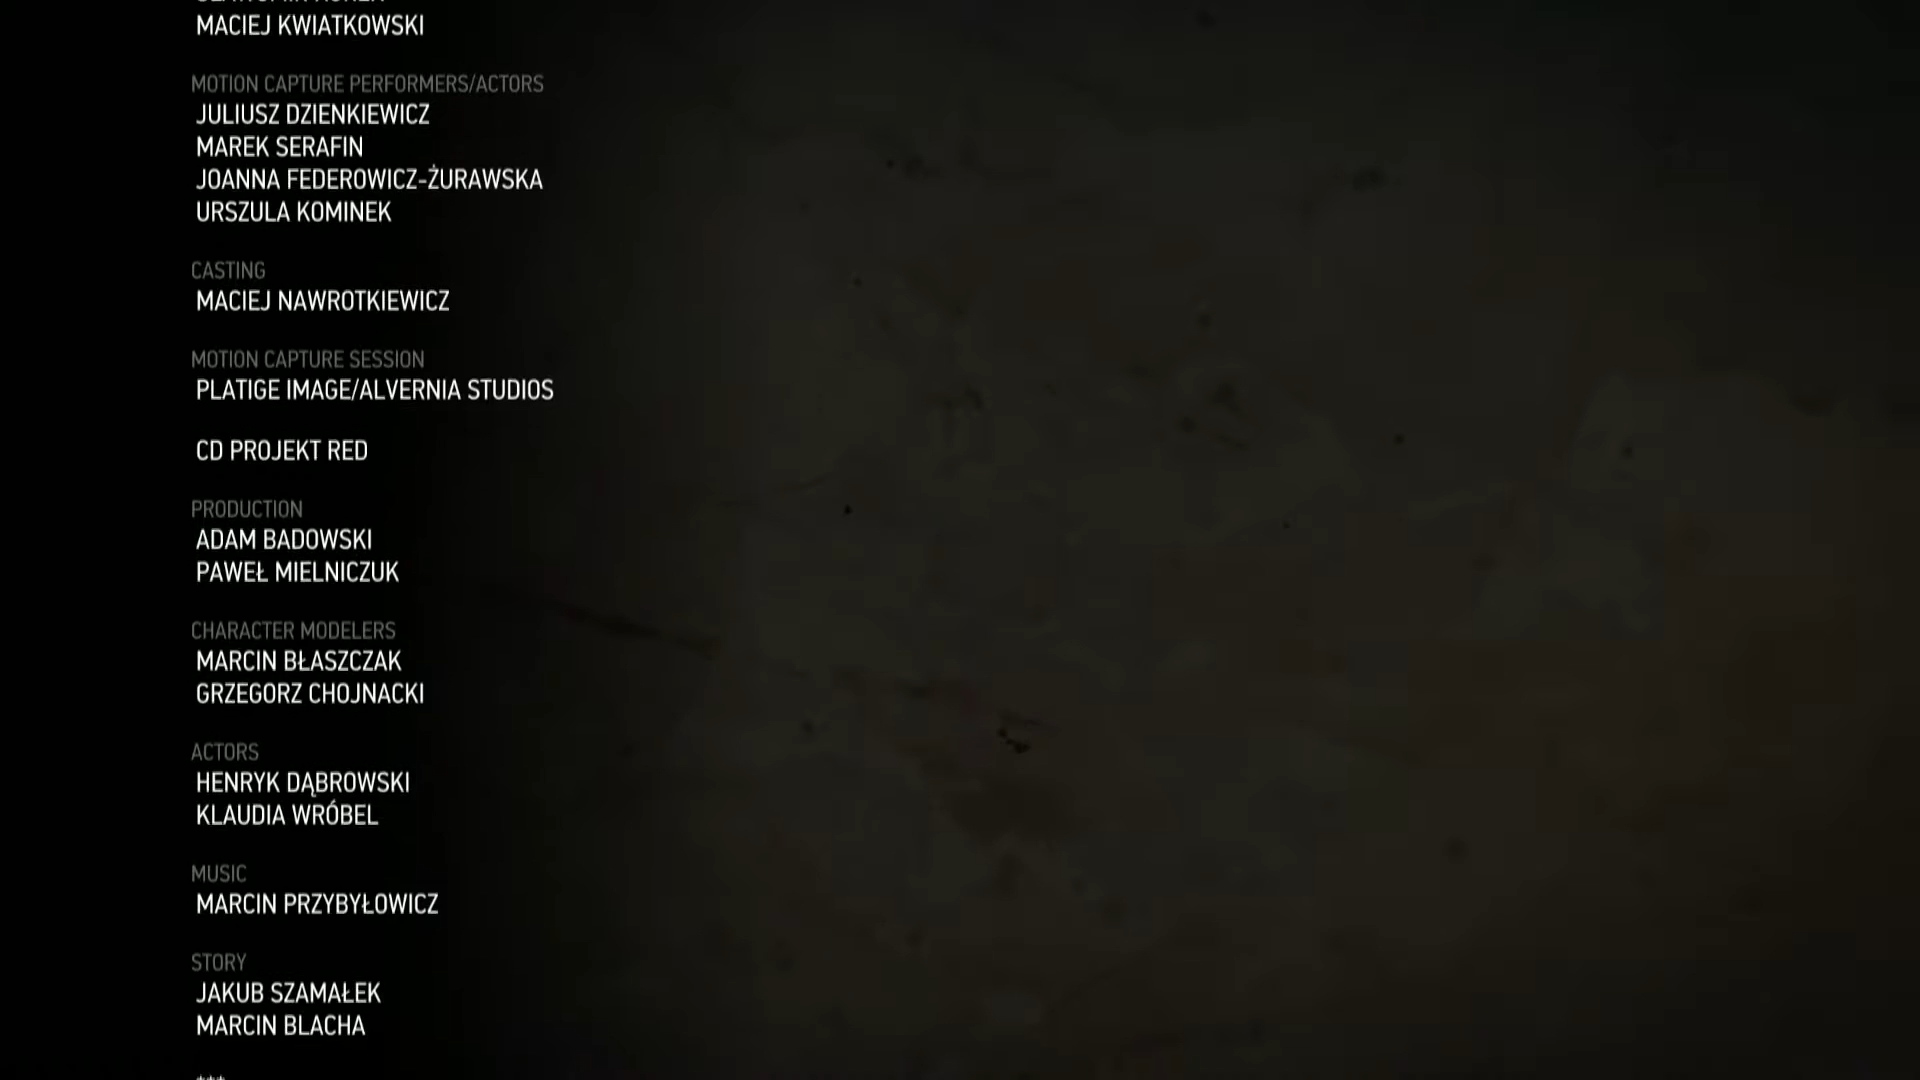 MACIEJ KWIATKOWSKI
MOTION CAPTURE PERFORMERS/ACTORS
JULIUSZ DZIENKIEWICZ
MAREK SERAFIN
JOANNA FEDEROWICZ-ŻURAWSKA
URSZULA KOMINEK
CASTING
MACIEJ NAWROTKIEWICZ
MOTION CAPTURE SESSION
PLATIGE IMAGE/ALVERNIA STUDIOS
CD PROJEKT RED
PRODUCTION
ADAM BADOWSKI
PAWEŁ MIELNICZUK
CHARACTER MODELERS
MARCIN BŁASZCZAK
GRZEGORZ CHOJNACKI
ACTORS
HENRYK DĄBROWSKI
KLAUDIA WRÓBEL
MUSIC
MARCIN PRZYBYŁOWICZ
STORY
JAKUB SZAMAŁEK
MARCIN BLACHA
***